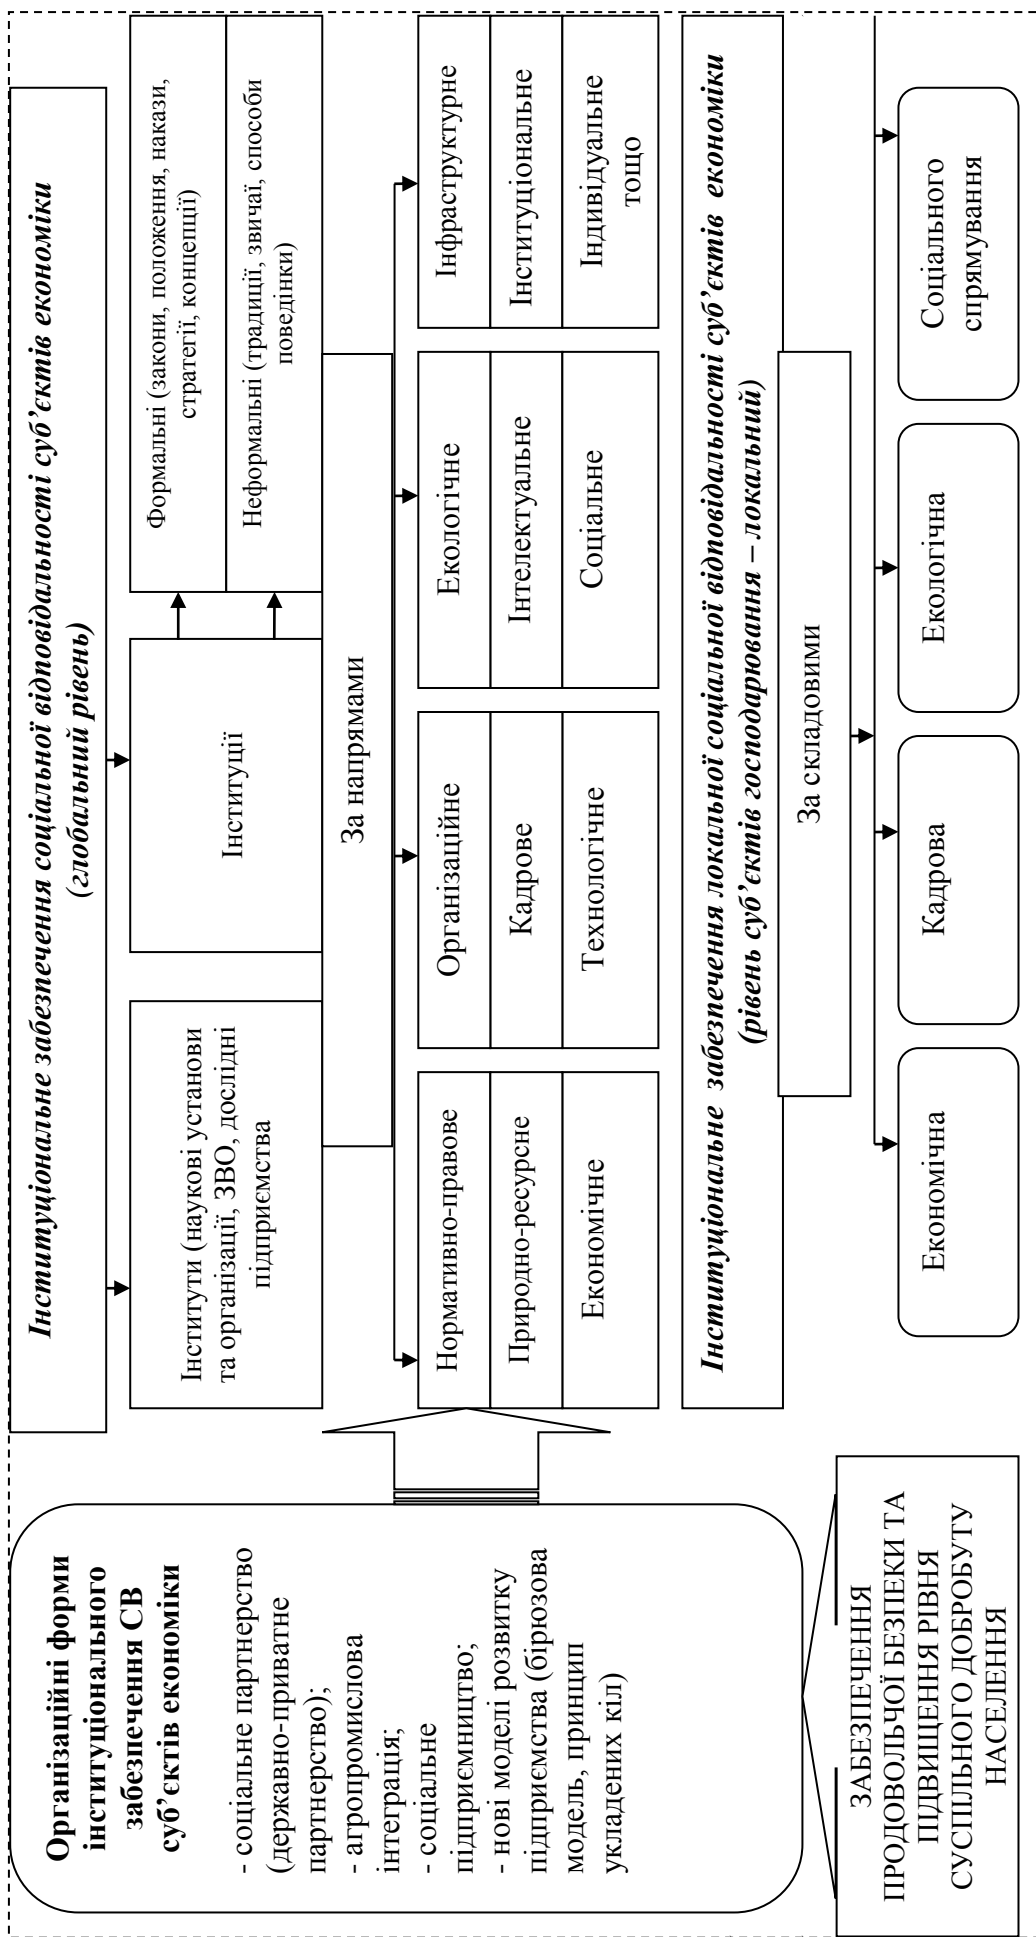 Інституціональне забезпечення соціальної відповідальності суб’єктів економіки
(глобальний рівень)
Організаційні форми
інституціонального
забезпечення СВ
суб’єктів економіки
- соціальне партнерство
(державно-приватне
партнерство);
- агропромислова
інтеграція;
- соціальне
підприємництво;
- нові моделі розвитку
підприємства (бірюзова
модель, принцип
укладених кіл)
Інститути (наукові установи
та організації, ЗВО, дослідні
підприємства
Інституції
Формальні (закони, положення, накази,
стратегії, концепції)
Неформальні (традиції, звичаї, способи
поведінки)
За напрямами
Нормативно-правове
Природно-ресурсне
Економічне
Організаційне
Кадрове
Технологічне
Екологічне
Інтелектуальне
Соціальне
Інфраструктурне
Інституціональне
Індивідуальне
тощо
Інституціональне забезпечення локальної соціальної відповідальності суб’єктів економіки
(рівень суб’єктів господарювання – локальний)
За складовими
Економічна
Кадрова
Екологічна
Соціального
спрямування
ЗАБЕЗПЕЧЕННЯ
ПРОДОВОЛЬЧОЇ БЕЗПЕКИ ТА
ПІДВИЩЕННЯ РІВНЯ
СУСПІЛЬНОГО ДОБРОБУТУ
НАСЕЛЕННЯ